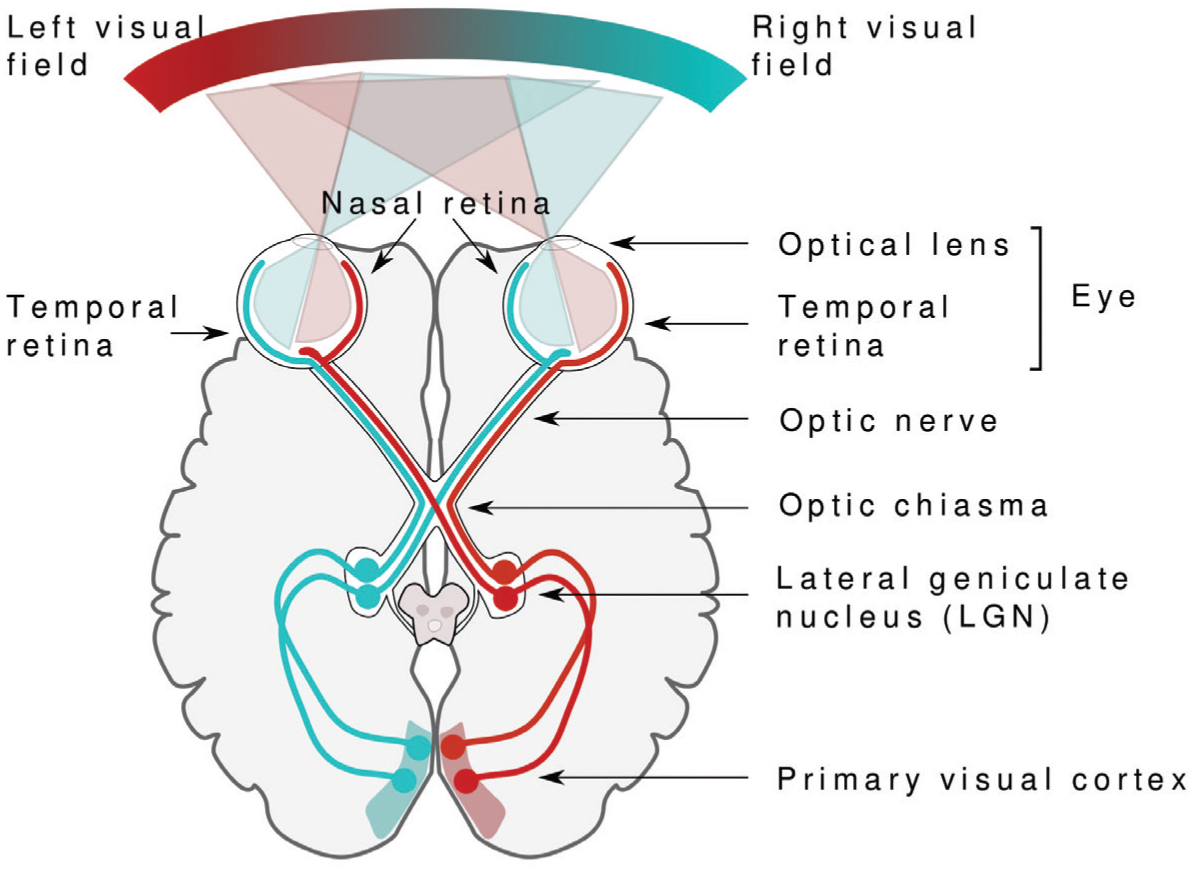 Left visual
field
Right visual
field
Nasal retina
Optical lens
Temporal
retina
Temporal
retina
Eye
Optic nerve
Optic chiasma
Lateral geniculate
nucleus (LGN)
Primary visual cortex